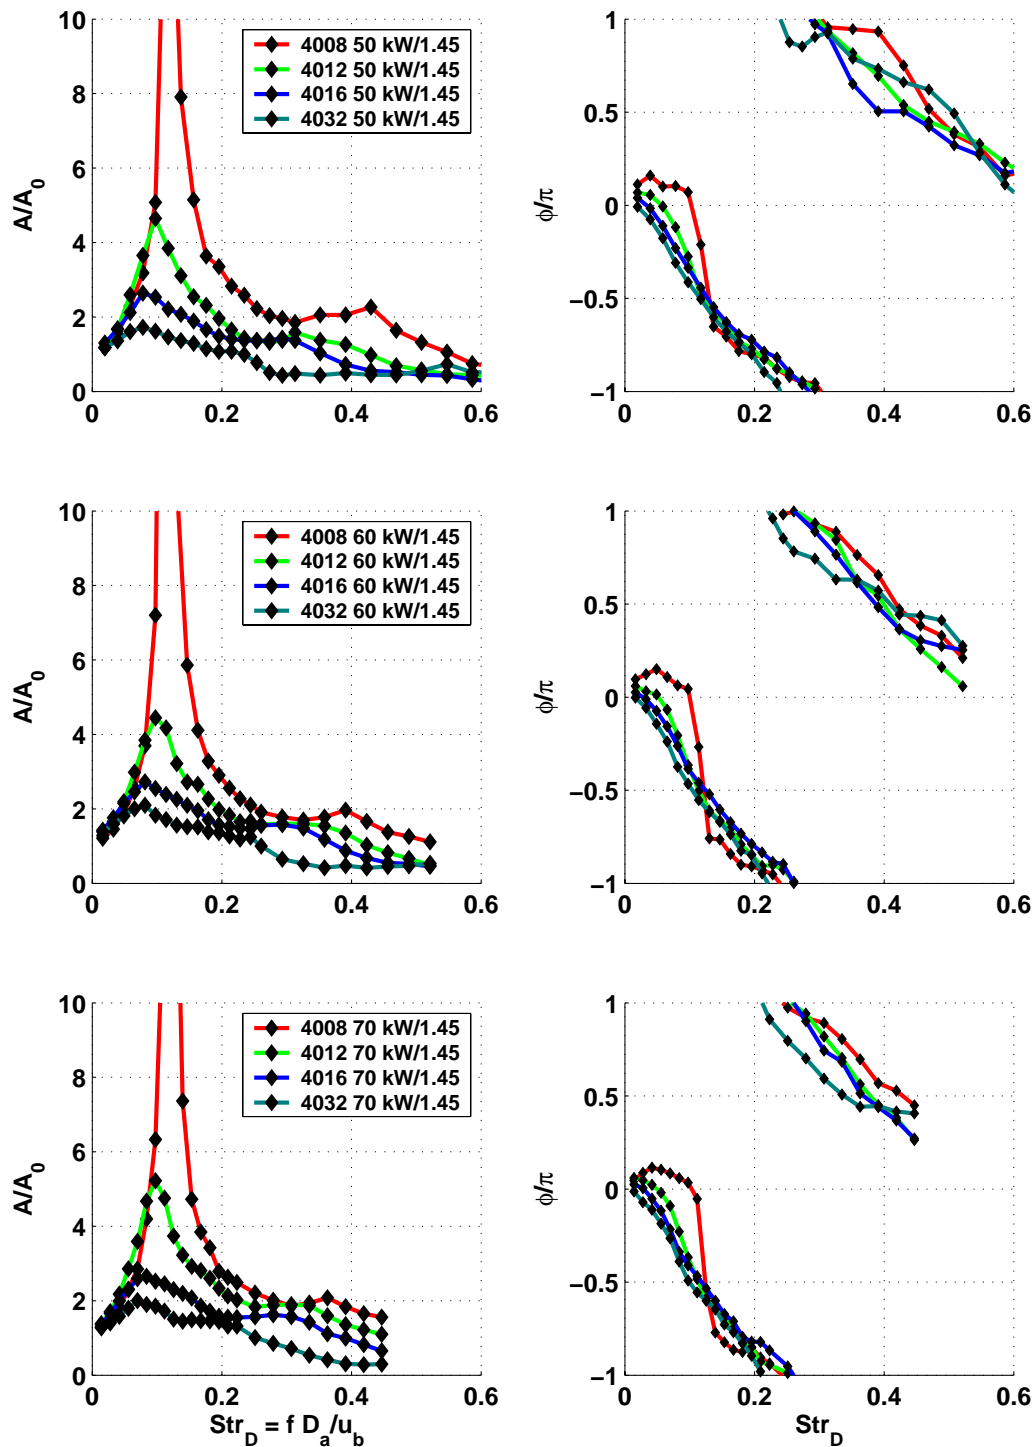 10
8
6
4
2
0
0
0.2
0.4
0.6
A/A0
4008 50 kW/1.45
4012 50 kW/1.45
4016 50 kW/1.45
4032 50 kW/1.45
1
0.5
0
−0.5
−1
0
0.2
0.4
0.6
ϕ/π
10
8
6
4
2
0
0
0.2
0.4
0.6
A/A0
4008 60 kW/1.45
4012 60 kW/1.45
4016 60 kW/1.45
4032 60 kW/1.45
1
0.5
0
−0.5
−1
0
0.2
0.4
0.6
ϕ/π
10
8
6
4
2
0
0
0.2
0.4
0.6
A/A0
4008 70 kW/1.45
4012 70 kW/1.45
4016 70 kW/1.45
4032 70 kW/1.45
StrD = f Da/ub
1
0.5
0
−0.5
−1
0
0.2
0.4
0.6
ϕ/π
StrD